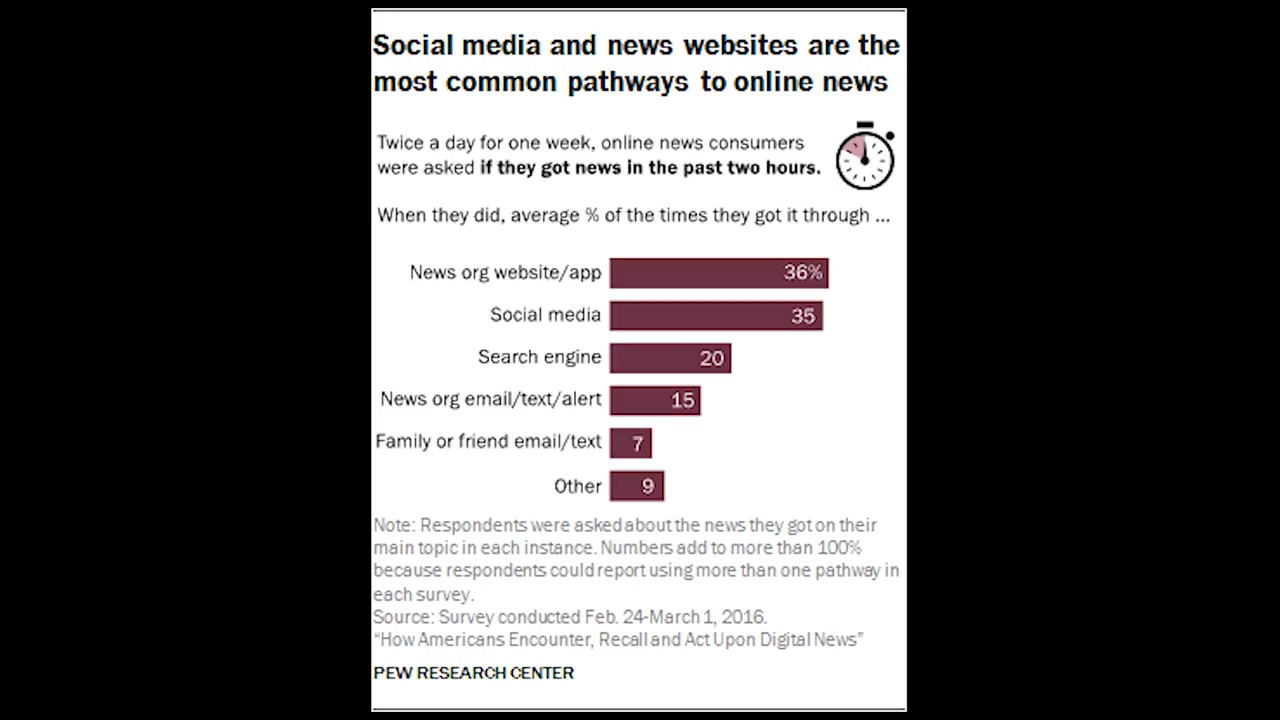 Social media and news websites are the
most common pathways to online news
Twice a day for one week, online news consumers
were asked if they got news in the past two hours.
When they did, average % of the times they got it through ...
News org website/app 36%
Social media 35
Search engine 20
News org email/text/alert 15
Family or friend email/text 7
Other 9
Note: Respondents were asked about the news they got on their
main topic in each instance. Numbers add to more than 100%
because respondents could report using more than one pathway in
each survey.
Source: Survey conducted Feb. 24-March 1, 2016.
“How Americans Encounter, Recall and Act Upon Digital News”
PEW RESEARCH CENTER